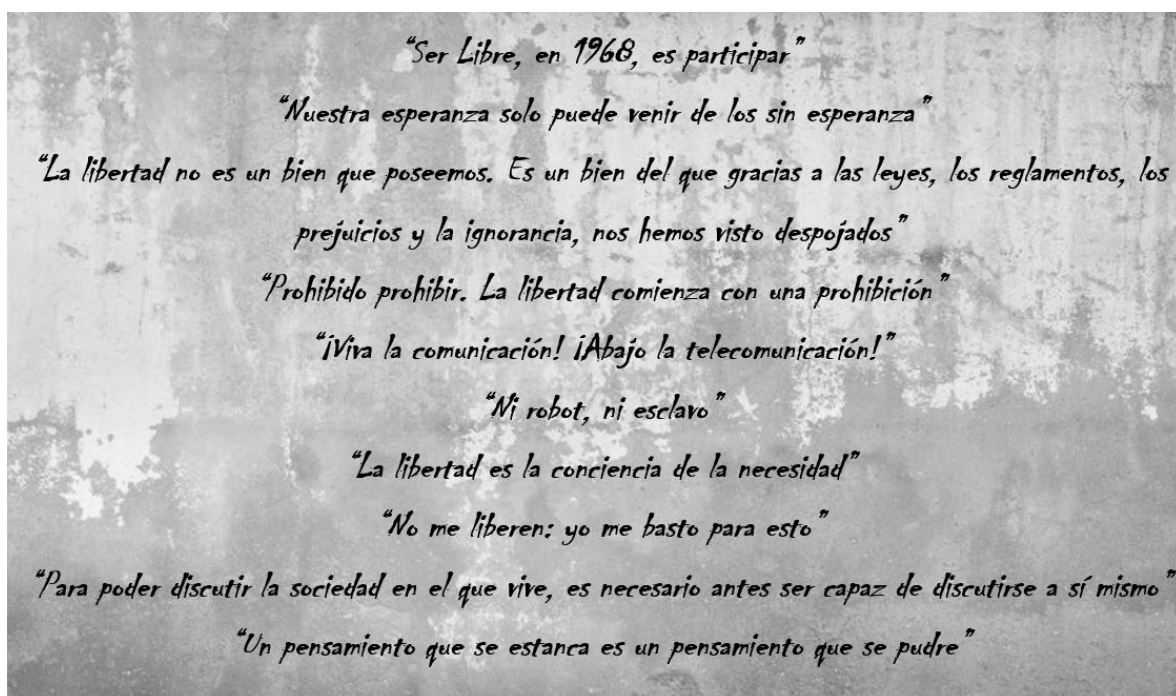 “Ser Libre, en 1968, es participar”
“Nuestra esperanza solo puede venir de los sin esperanza”
“La libertad no es un bien que poseemos. Es un bien del que gracias a las leyes, los reglamentos, los
prejuicios y la ignorancia, nos hemos visto despojados”
“Prohibido prohibir. La libertad comienza con una prohibición”
“¡Viva la comunicación! ¡Abajo la telecomunicación!”
“Ni robot, ni esclavo”
“La libertad es la conciencia de la necesidad”
“No me liberen: yo me basto para esto”
“Para poder discutir la sociedad en el que vive, es necesario antes ser capaz de discutirse a sí mismo”
“Un pensamiento que se estanca es un pensamiento que se pudre”